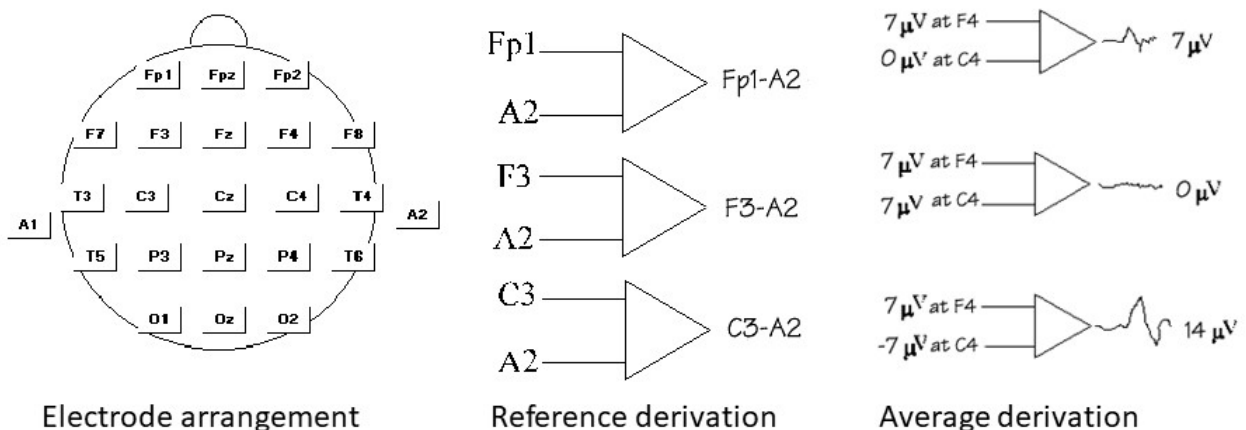 Fp1 Fpz Fp2
F7 F3 Fz F4 F8
T3 C3 Cz C4 T4
A1 A2
T5 P3 Pz P4 T6
O1 Oz O2
Electrode arrangement
Fp1
A2
Fp1-A2
F3
A2
F3-A2
C3
A2
C3-A2
Reference derivation
7 μV at F4
0 μV at C4
7 μV
7 μV at F4
7 μV at C4
0 μV
7 μV at F4
-7 μV at C4
14 μV
Average derivation